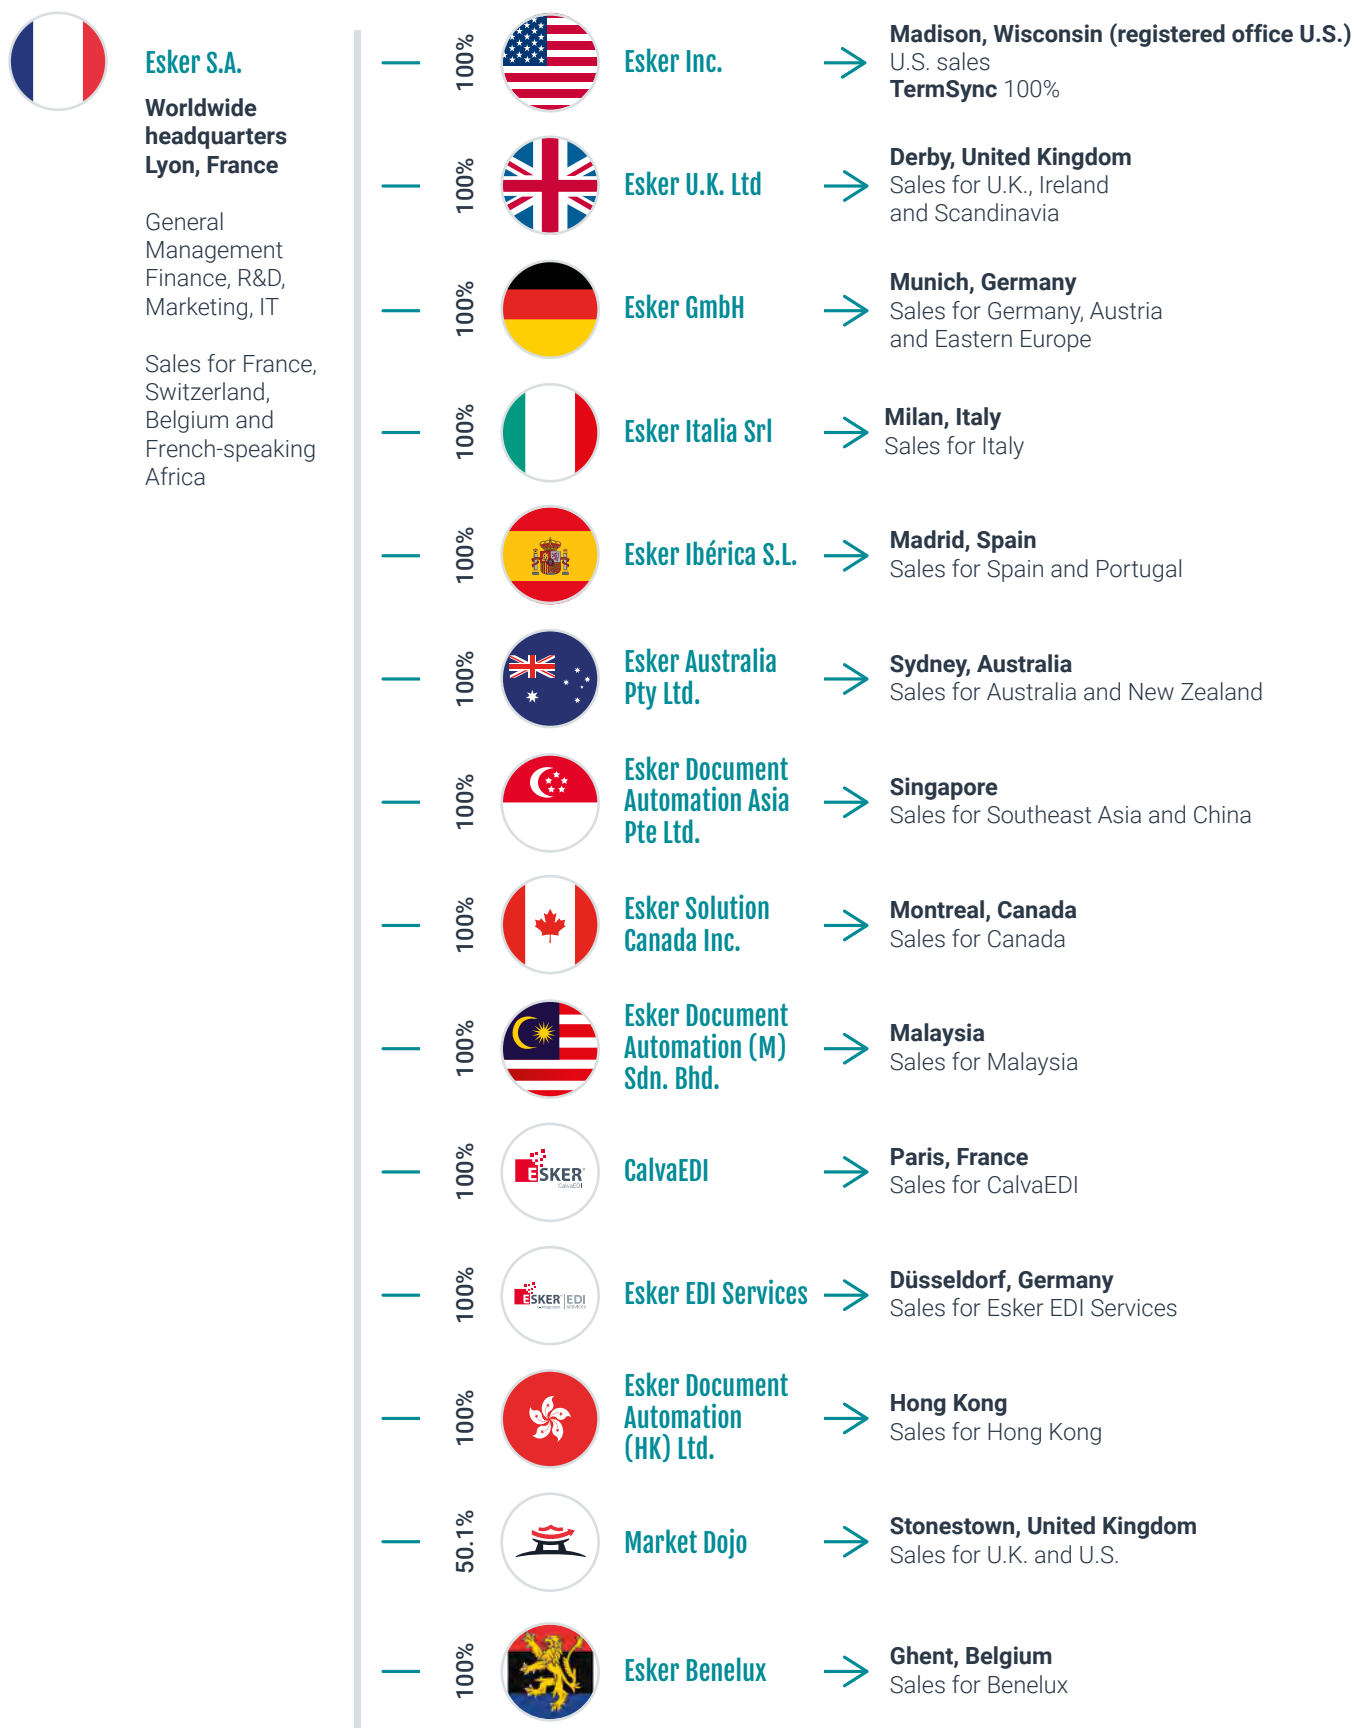 Esker S.A.
Worldwide
headquarters
Lyon, France
General
Management
Finance, R&D,
Marketing, IT
Sales for France,
Switzerland,
Belgium and
French-speaking
Africa
100%
Esker Inc.
Madison, Wisconsin (registered office U.S.)
U.S. sales
TermSync 100%
100%
Esker U.K. Ltd
Derby, United Kingdom
Sales for U.K., Ireland
and Scandinavia
100%
Esker GmbH
Munich, Germany
Sales for Germany, Austria
and Eastern Europe
100%
Esker Italia Srl
Milan, Italy
Sales for Italy
100%
Esker Ibérica S.L.
Madrid, Spain
Sales for Spain and Portugal
100%
Esker Australia
Pty Ltd.
Sydney, Australia
Sales for Australia and New Zealand
100%
Esker Document
Automation Asia
Pte Ltd.
Singapore
Sales for Southeast Asia and China
100%
Esker Solution
Canada Inc.
Montreal, Canada
Sales for Canada
100%
Esker Document
Automation (M)
Sdn. Bhd.
Malaysia
Sales for Malaysia
100%
ESKER
CalvaEDI
CalvaEDI
Paris, France
Sales for CalvaEDI
100%
ESKER EDI
SERVICES
Esker EDI Services
Düsseldorf, Germany
Sales for Esker EDI Services
100%
Esker Document
Automation
(HK) Ltd.
Hong Kong
Sales for Hong Kong
50.1%
Market Dojo
Stonestown, United Kingdom
Sales for U.K. and U.S.
100%
Esker Benelux
Ghent, Belgium
Sales for Benelux